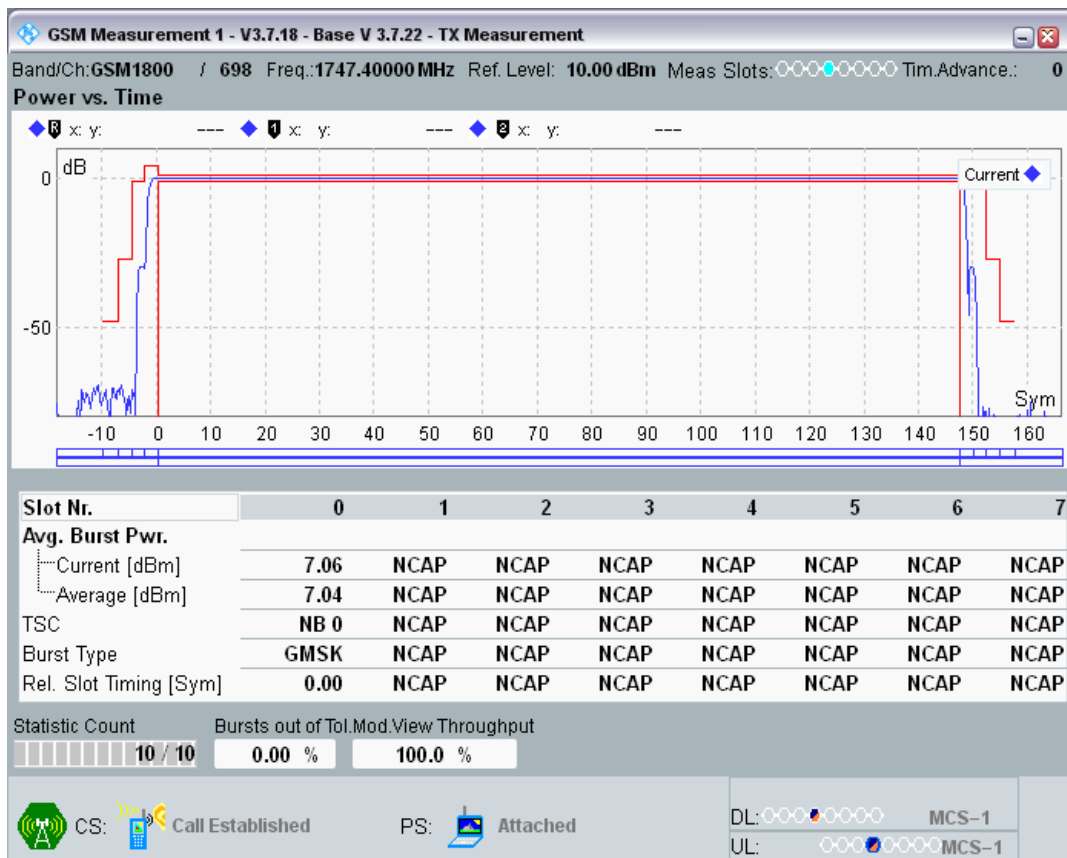 GSM Measurement 1 - V3.7.18 - Base V 3.7.22 - TX Measurement
Band/Ch:GSM1800 / 698 Freq.:1747.40000 MHz Ref. Level: 10.00 dBm Meas Slots: Tim.Advance.: 0
Power vs. Time
R x: y: --- 1 x: y: --- 2 x: y: ---
dB
Current
0
-50
Sym
-10 0 10 20 30 40 50 60 70 80 90 100 110 120 130 140 150 160
Slot Nr. 0 1 2 3 4 5 6 7
Avg. Burst Pwr.
Current [dBm] 7.06 NCAP NCAP NCAP NCAP NCAP NCAP NCAP
Average [dBm] 7.04 NCAP NCAP NCAP NCAP NCAP NCAP NCAP
TSC NB 0 NCAP NCAP NCAP NCAP NCAP NCAP NCAP
Burst Type GMSK NCAP NCAP NCAP NCAP NCAP NCAP NCAP
Rel. Slot Timing [Sym] 0.00 NCAP NCAP NCAP NCAP NCAP NCAP NCAP
Statistic Count Bursts out of Tol.Mod.View Throughput
10 / 10 0.00 % 100.0 %
CS: Call Established PS: Attached DL: MCS-1
UL: MCS-1